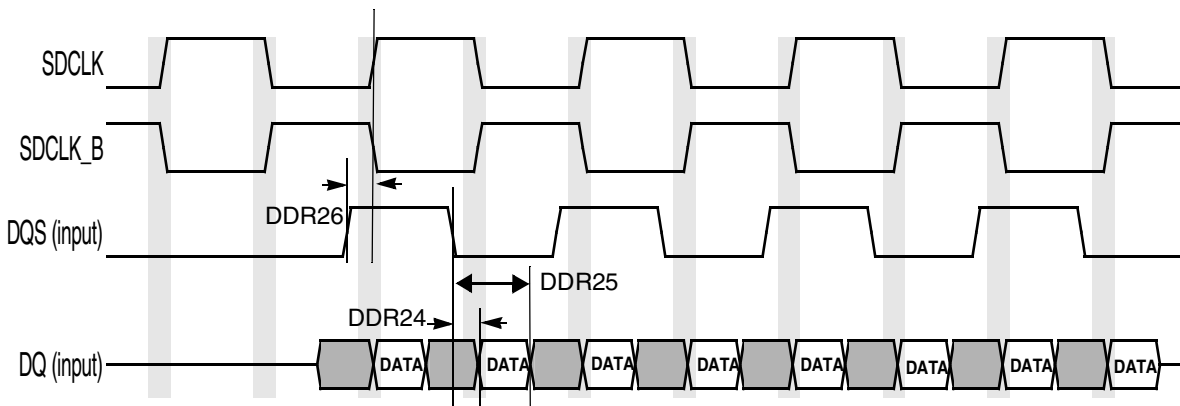 SDCLK
SDCLK_B
DDR26
DQS (input)
DDR25
DDR24
DQ (input)
DATA DATA DATA DATA DATA DATA DATA DATA